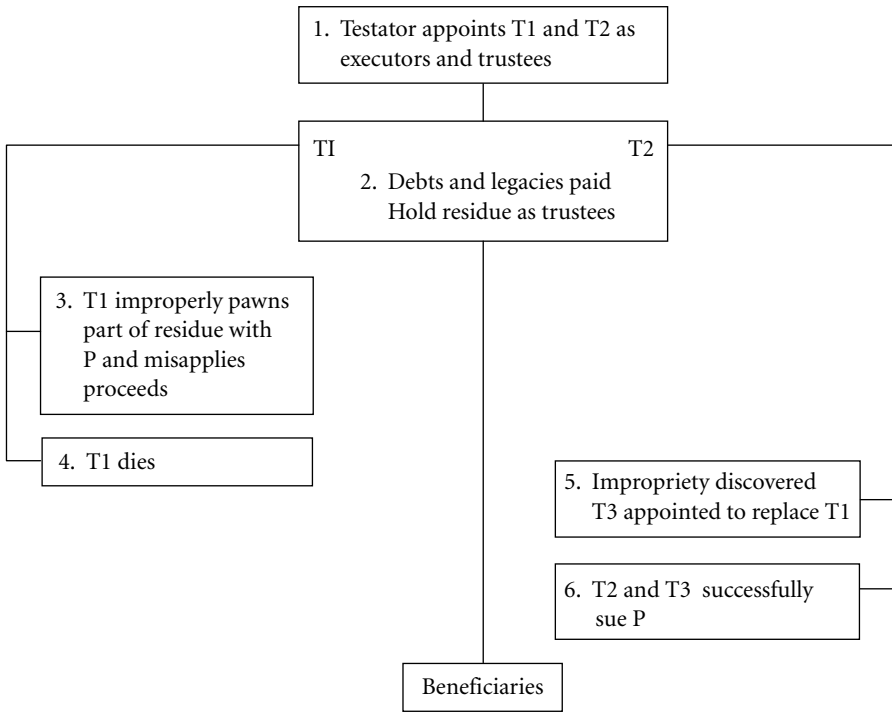 1. Testator appoints T1 and T2 as
executors and trustees
TI T2
2. Debts and legacies paid
Hold residue as trustees
3. T1 improperly pawns
part of residue with
P and misapplies
proceeds
4. T1 dies
5. Impropriety discovered
T3 appointed to replace T1
6. T2 and T3 successfully
sue P
Beneficiaries